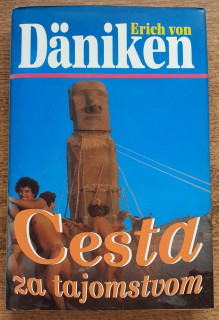 Erich von
Däniken
Cesta
za tajomstvom